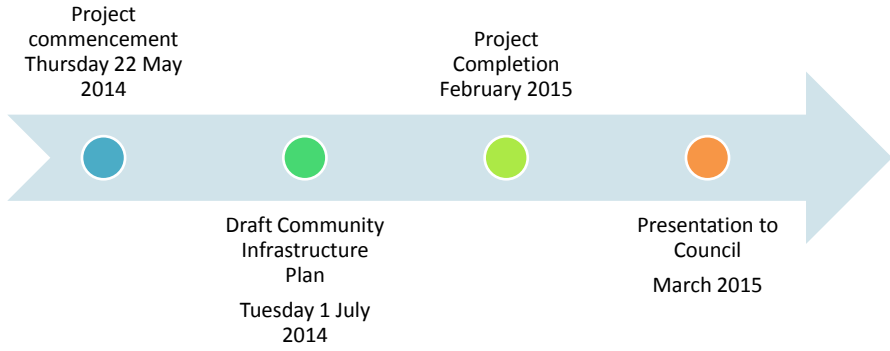 Project
commencement
Thursday 22 May
2014
Draft Community
Infrastructure
Plan
Tuesday 1 July
2014
Project
Completion
February 2015
Presentation to
Council
March 2015